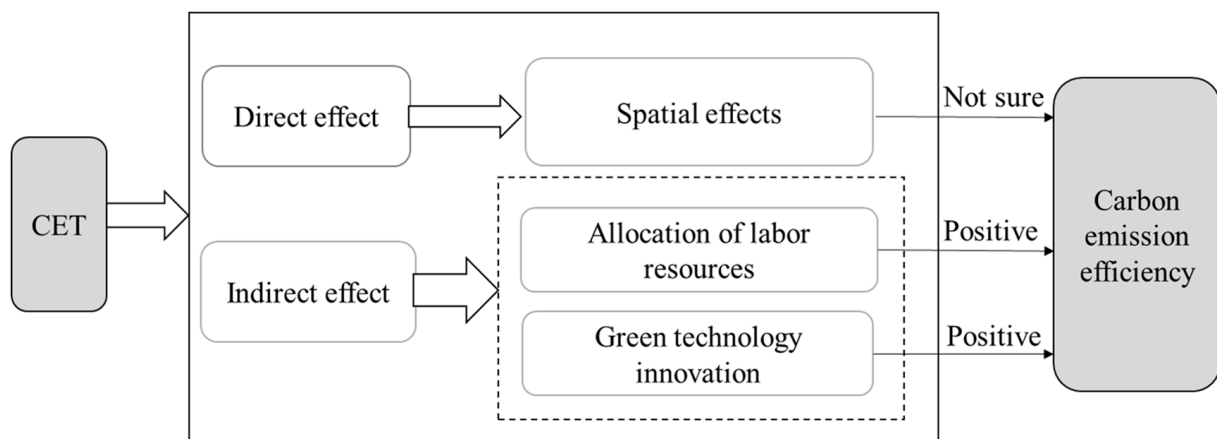 CET
Direct effect
Spatial effects
Not sure
Indirect effect
Allocation of labor
resources
Positive
Green technology
innovation
Positive
Carbon
emission
efficiency